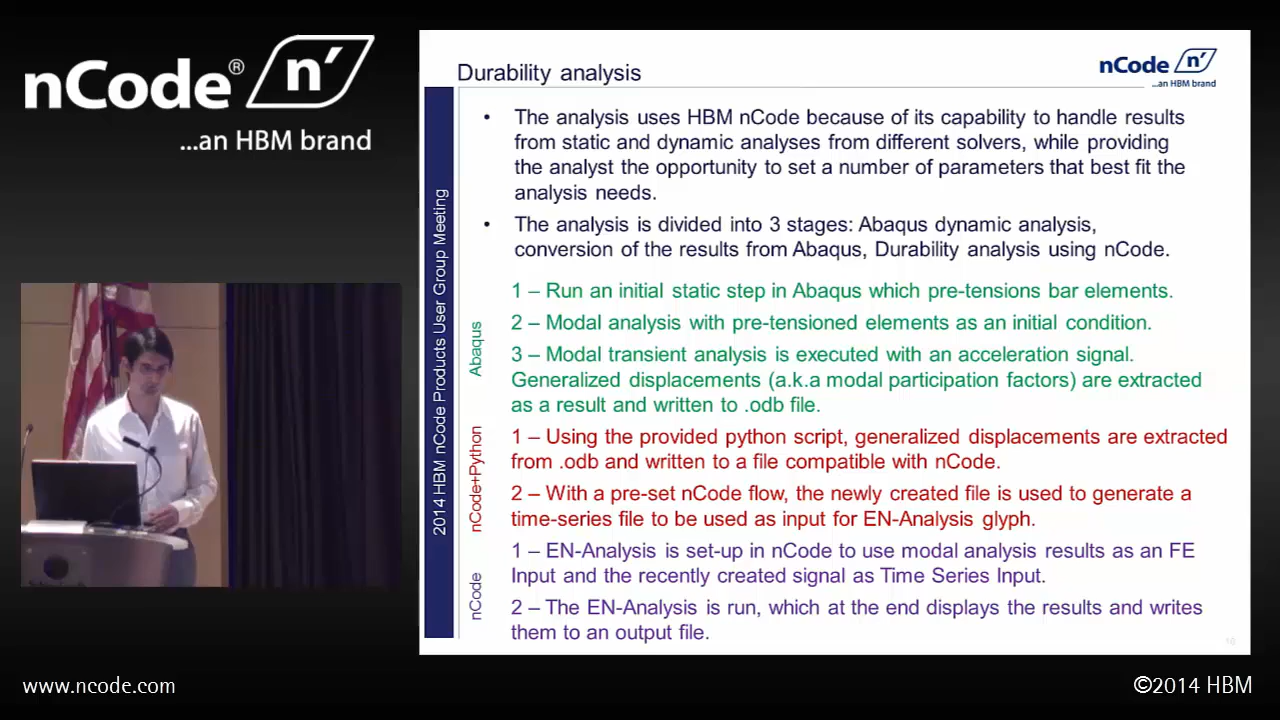 nCode® n'
...an HBM brand
Durability analysis
nCode n'
...an HBM brand
2014 HBM nCode Products User Group Meeting
• The analysis uses HBM nCode because of its capability to handle results
from static and dynamic analyses from different solvers, while providing
the analyst the opportunity to set a number of parameters that best fit the
analysis needs.
• The analysis is divided into 3 stages: Abaqus dynamic analysis,
conversion of the results from Abaqus, Durability analysis using nCode.
Abaqus
1 – Run an initial static step in Abaqus which pre-tensions bar elements.
2 – Modal analysis with pre-tensioned elements as an initial condition.
3 – Modal transient analysis is executed with an acceleration signal.
Generalized displacements (a.k.a modal participation factors) are extracted
as a result and written to .odb file.
nCode+Python
1 – Using the provided python script, generalized displacements are extracted
from .odb and written to a file compatible with nCode.
2 – With a pre-set nCode flow, the newly created file is used to generate a
time-series file to be used as input for EN-Analysis glyph.
nCode
1 – EN-Analysis is set-up in nCode to use modal analysis results as an FE
Input and the recently created signal as Time Series Input.
2 – The EN-Analysis is run, which at the end displays the results and writes
them to an output file.
www.ncode.com
©2014 HBM